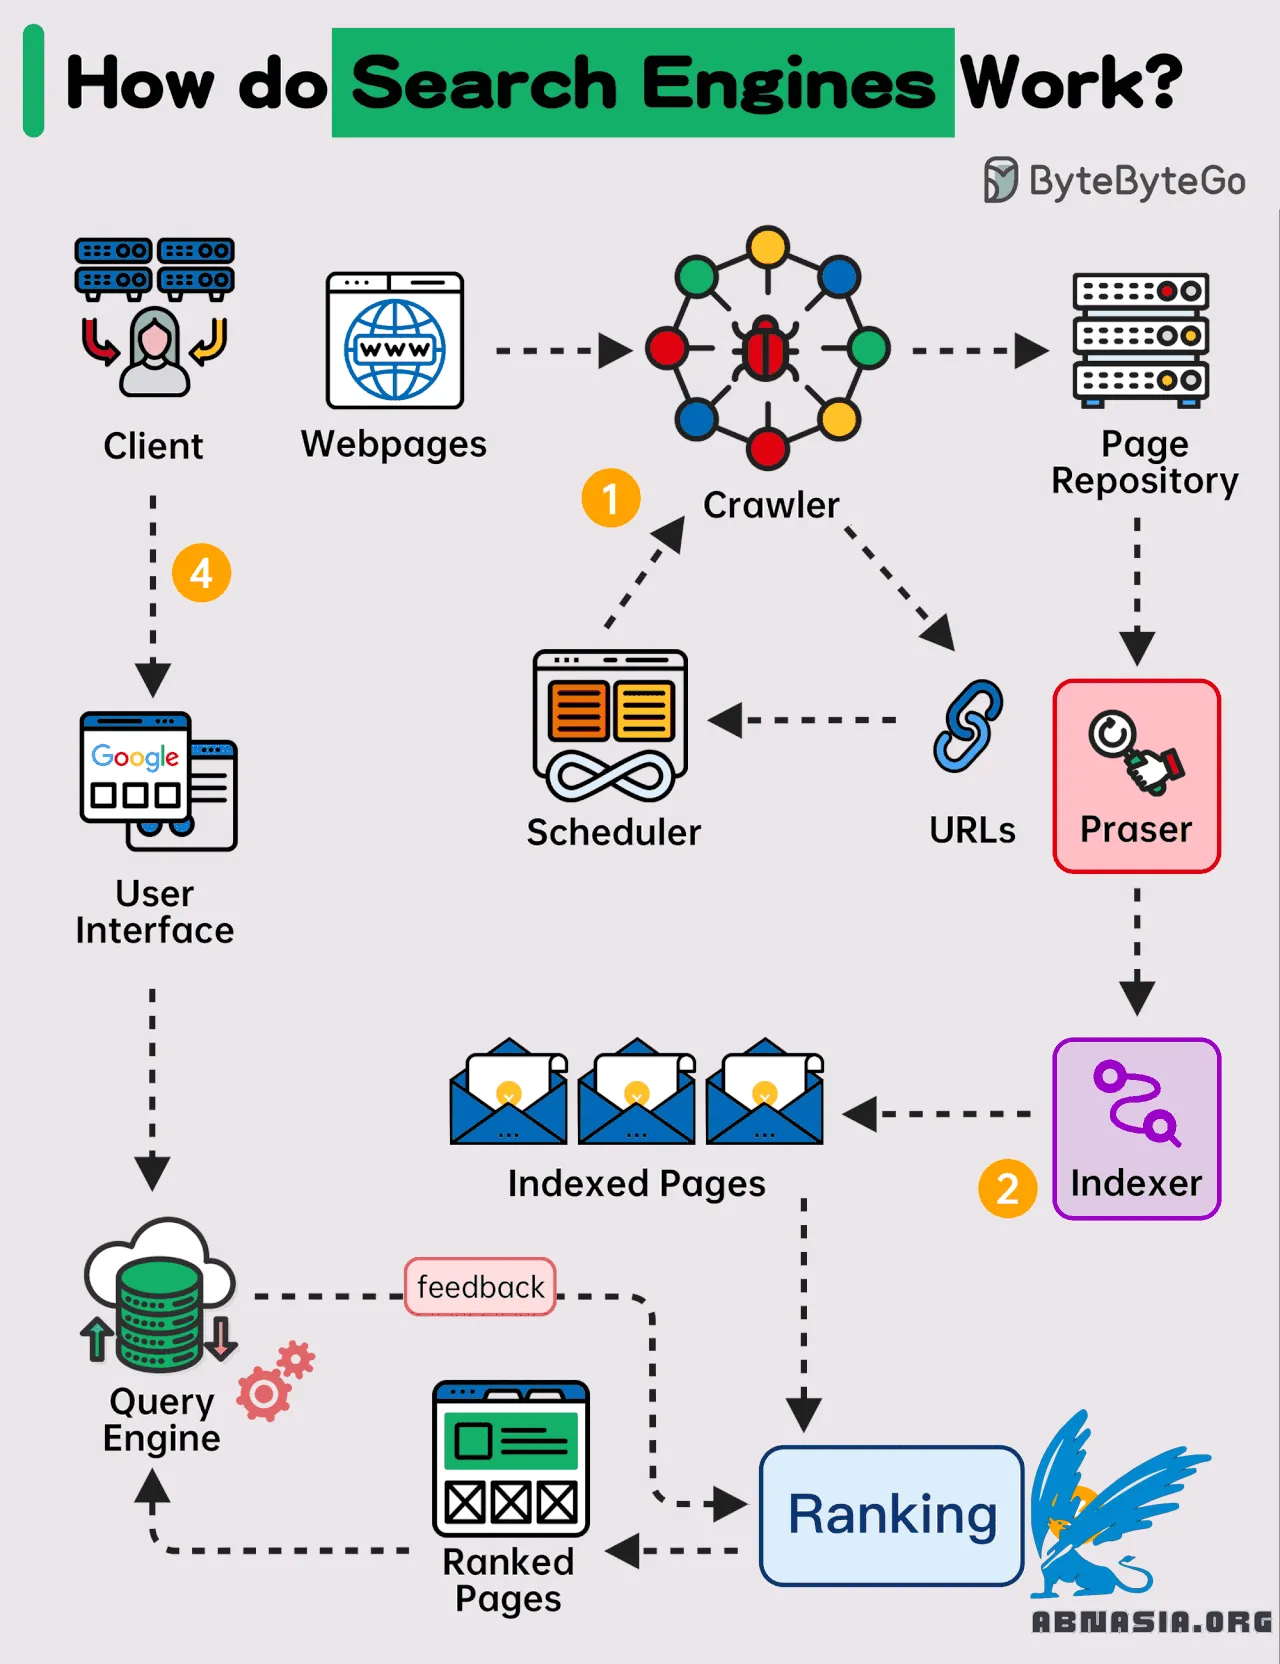 How do Search Engines Work?
ByteByteGo
Client
Webpages
WWW
Crawler
Page
Repository
1
4
Google
User
Interface
Scheduler
URLs
Praser
Indexed Pages
2
Indexer
feedback
Query
Engine
Ranked
Pages
Ranking
ABNASIA.ORG